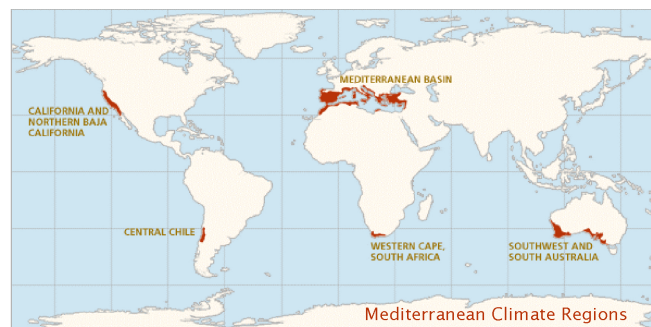 MEDITERRANEAN BASIN
CALIFORNIA AND
NORTHERN BAJA
CALIFORNIA
CENTRAL CHILE
WESTERN CAPE,
SOUTH AFRICA
SOUTHWEST AND
SOUTH AUSTRALIA
Mediterranean Climate Regions